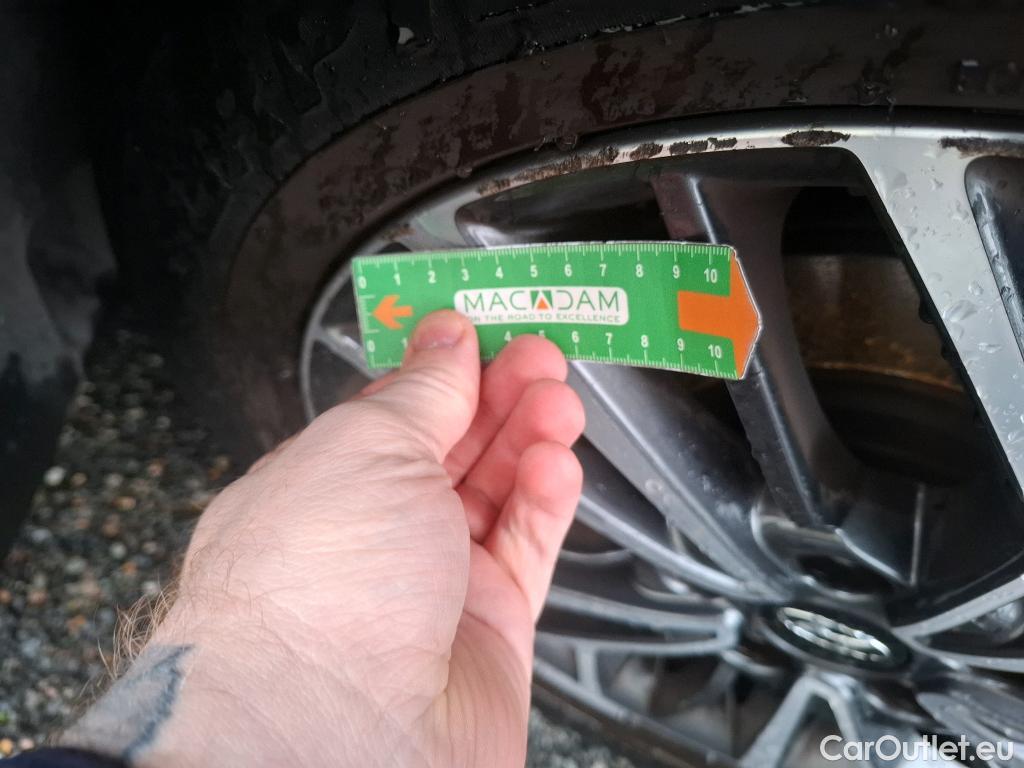 0 1 2 3 4 5 6 7 8 9 10
MACADAM
ON THE ROAD TO EXCELLENCE
0 1 4 5 6 7 8 9 10
CarOutlet.eu